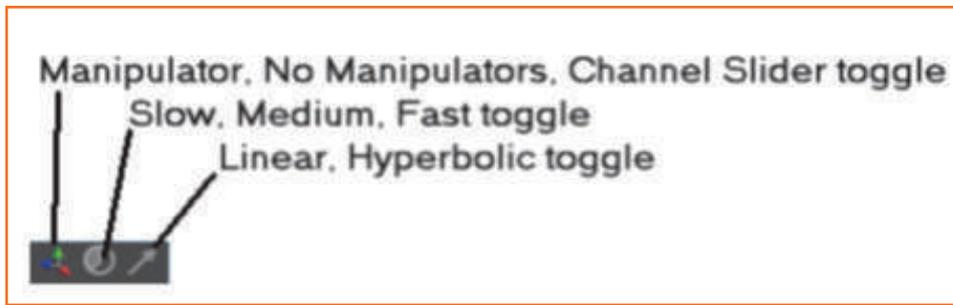 Manipulator, No Manipulators, Channel Slider toggle
Slow, Medium, Fast toggle
Linear, Hyperbolic toggle